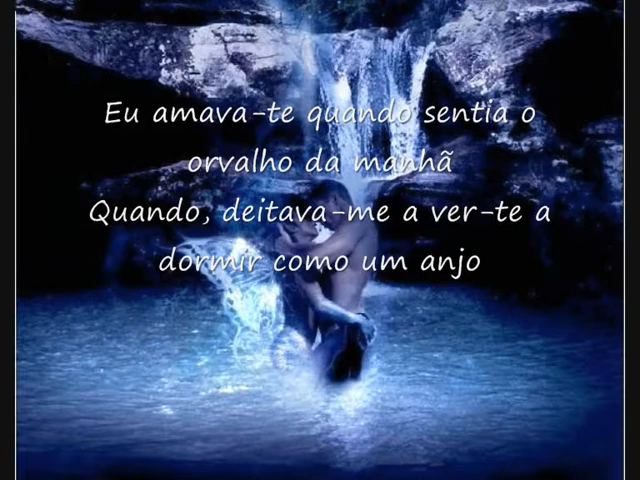 Eu amava-te quando sentia o
orvalho da manhã
Quando, deitava-me a ver-te a
dormir como um anjo